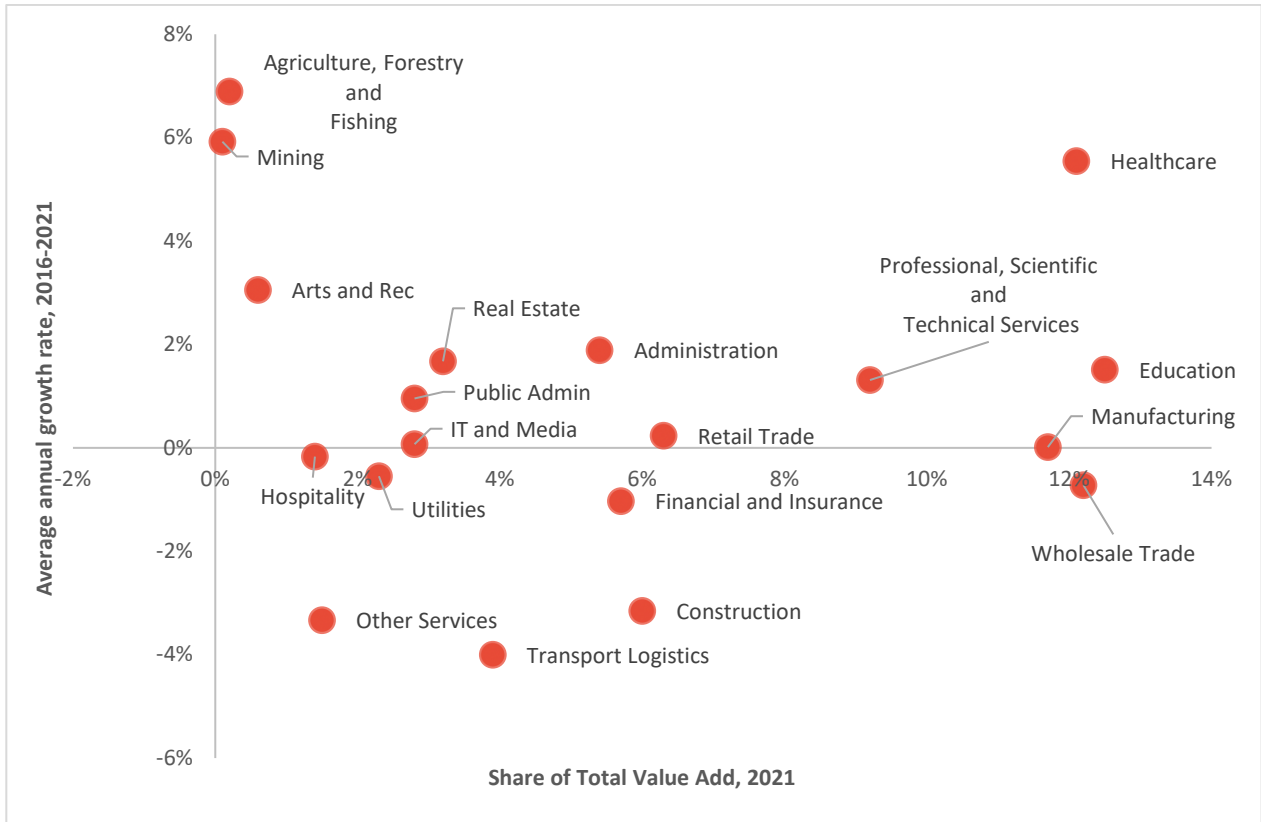 8%
Agriculture, Forestry
and
Fishing
6%
Mining
Healthcare
4%
Professional, Scientific
and
Technical Services
Arts and Rec
Real Estate
2%
Administration
Education
Public Admin
Manufacturing
IT and Media
Retail Trade
0%
-2%
0%
2%
4%
6%
8%
10%
12%
14%
Hospitality
Utilities
Financial and Insurance
Wholesale Trade
-2%
Other Services
Construction
Transport Logistics
-4%
-6%
Average annual growth rate, 2016-2021
Share of Total Value Add, 2021